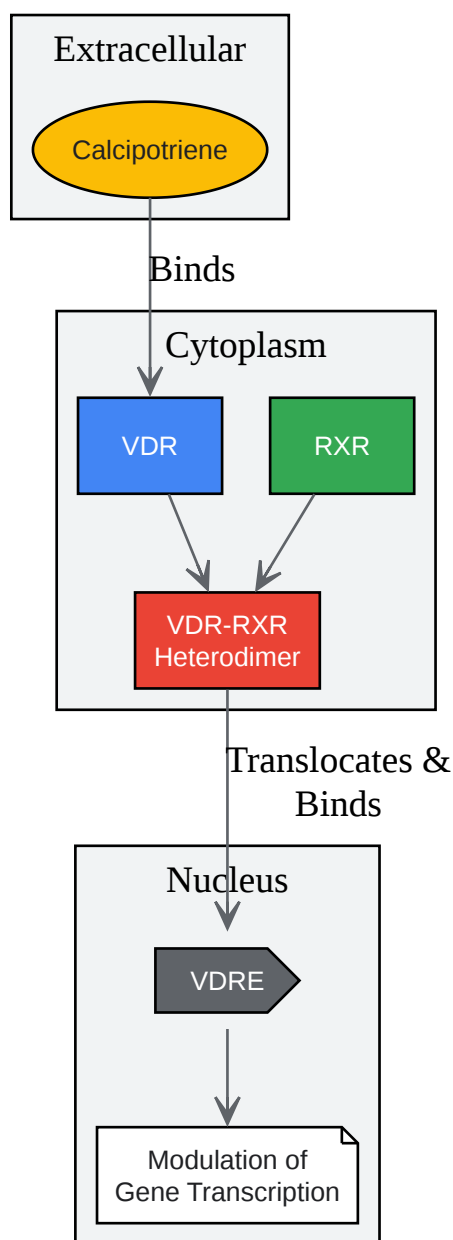 Extracellular
Calcipotriene
Binds
Cytoplasm
VDR
RXR
VDR-RXR
Heterodimer
Translocates &
Binds
Nucleus
VDRE
Modulation of
Gene Transcription